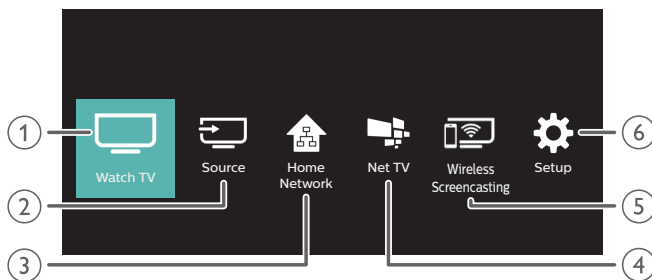 1
Watch TV
2
Source
3
Home
Network
4
Net TV
5
Wireless
Screencasting
6
Setup